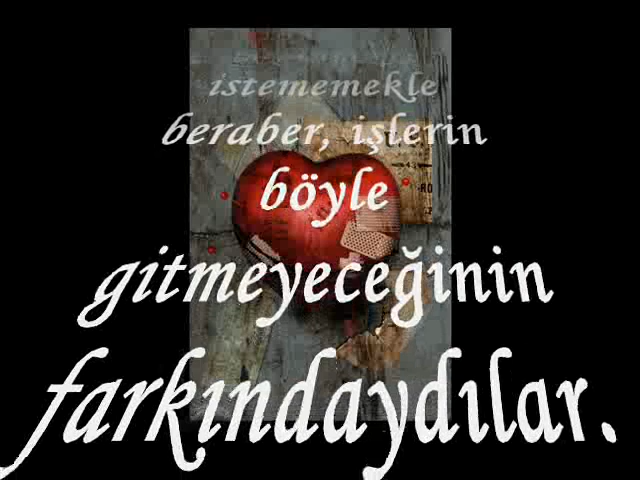 istememekle
beraber, işlerin
böyle
gitmeyeceğinin
farkındaydılar.